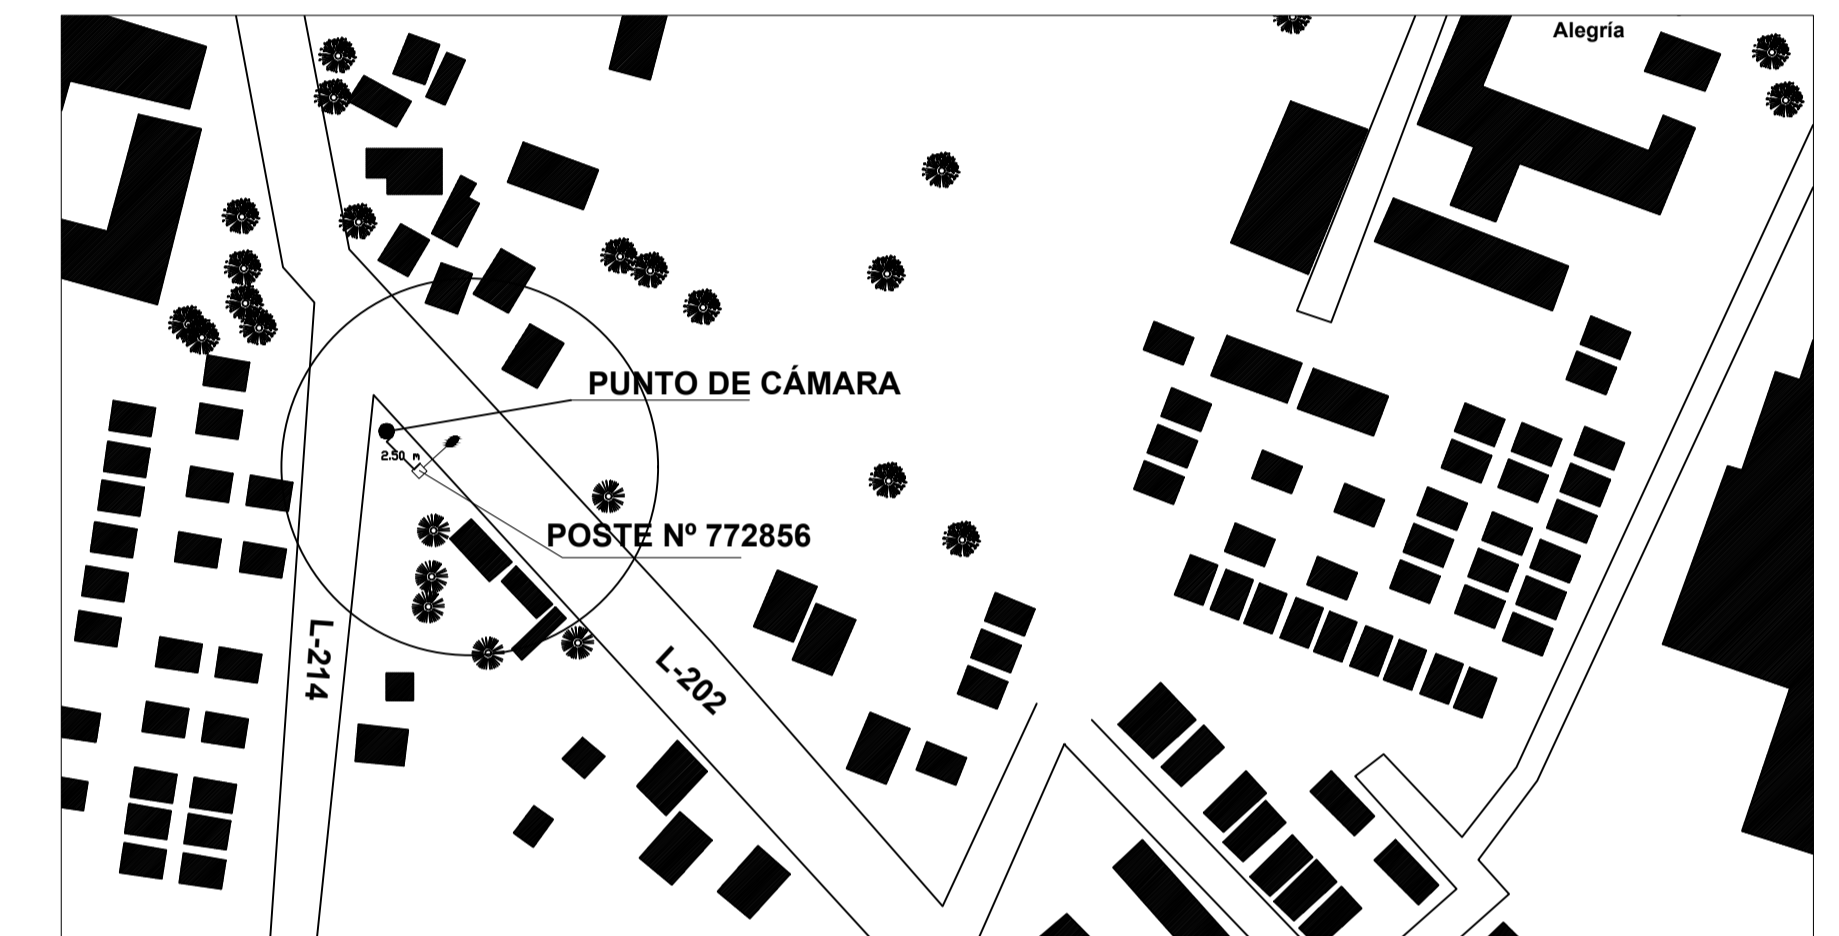 Alegría
PUNTO DE CÁMARA
2.50 m
POSTE Nº 772856
L-214
L-202